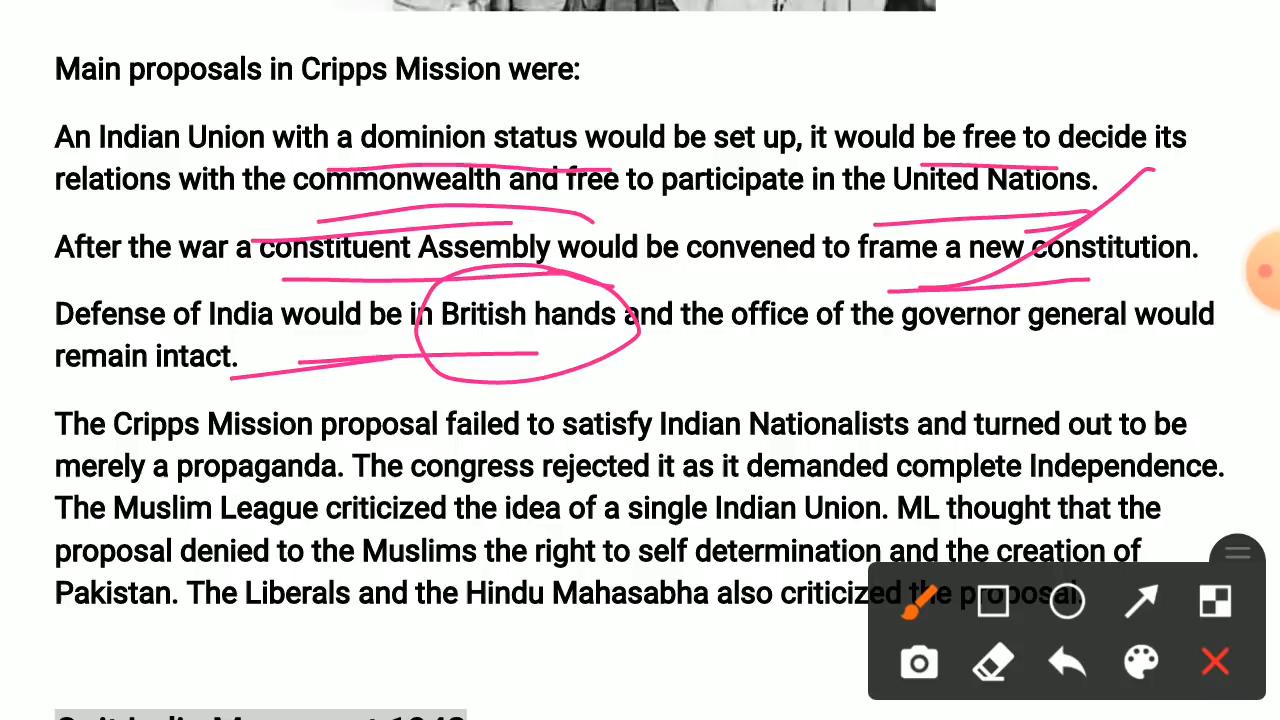 Main proposals in Cripps Mission were:
An Indian Union with a dominion status would be set up, it would be free to decide its
relations with the commonwealth and free to participate in the United Nations.
After the war a constituent Assembly would be convened to frame a new constitution.
Defense of India would be in British hands and the office of the governor general would
remain intact.
The Cripps Mission proposal failed to satisfy Indian Nationalists and turned out to be
merely a propaganda. The congress rejected it as it demanded complete Independence.
The Muslim League criticized the idea of a single Indian Union. ML thought that the
proposal denied to the Muslims the right to self determination and the creation of
Pakistan. The Liberals and the Hindu Mahasabha also criticized the proposal.
Quit India Movement 1942